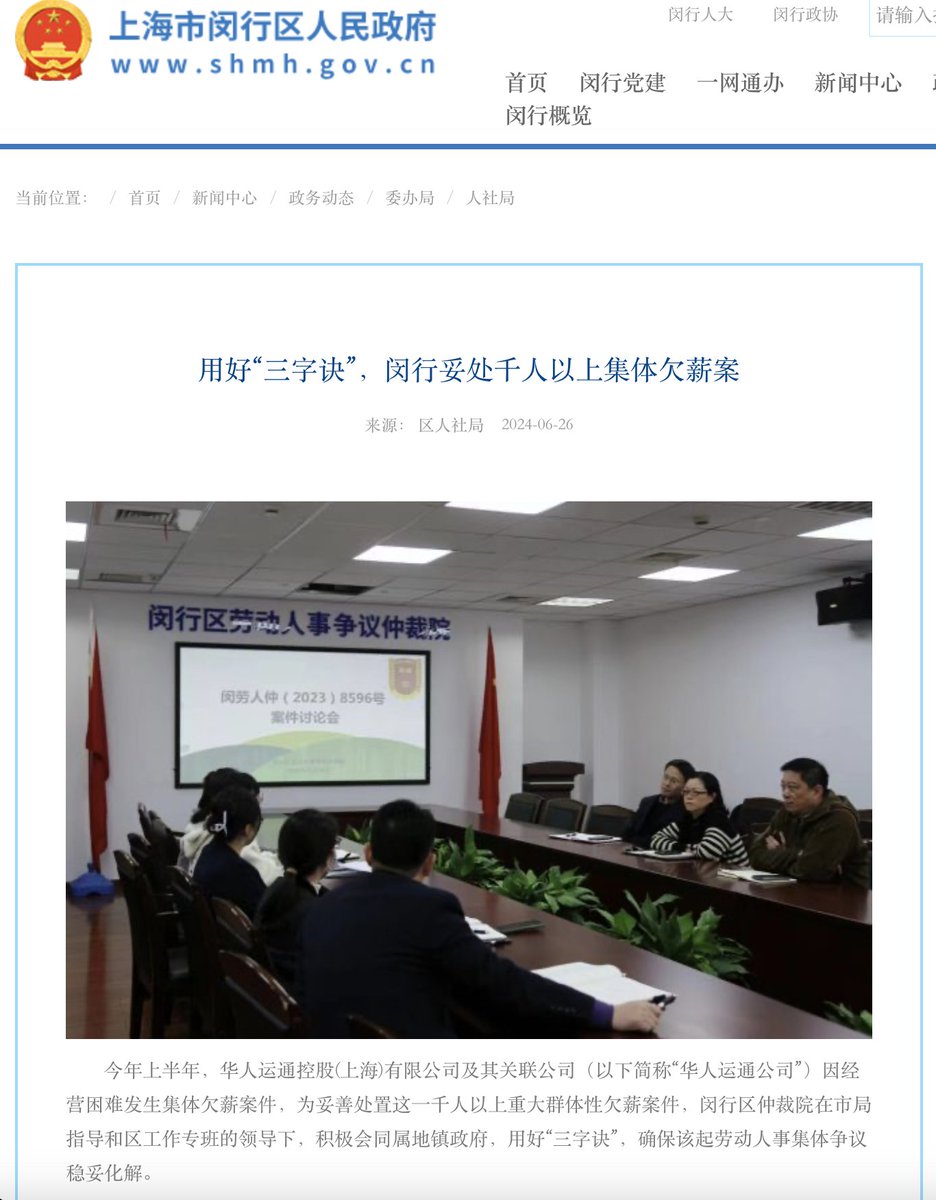 上海市闵行区人民政府
www.shmh.gov.cn
闵行人大 闵行政协 请输入
首页 闵行党建 一网通办 新闻中心
闵行概览
当前位置： / 首页 / 新闻中心 / 政务动态 / 委办局 / 人社局
用好“三字诀”，闵行妥处千人以上集体欠薪案
来源： 区人社局 2024-06-26
闵行区劳动人事争议仲裁院
闵劳人仲（2023）8596号
案件讨论会
今年上半年，华人运通控股(上海)有限公司及其关联公司（以下简称“华人运通公司”）因经
营困难发生集体欠薪案件，为妥善处置这一千人以上重大群体性欠薪案件，闵行区仲裁院在市局
指导和区工作专班的领导下，积极会同属地镇政府，用好“三字诀”，确保该起劳动人事集体争议
稳妥化解。